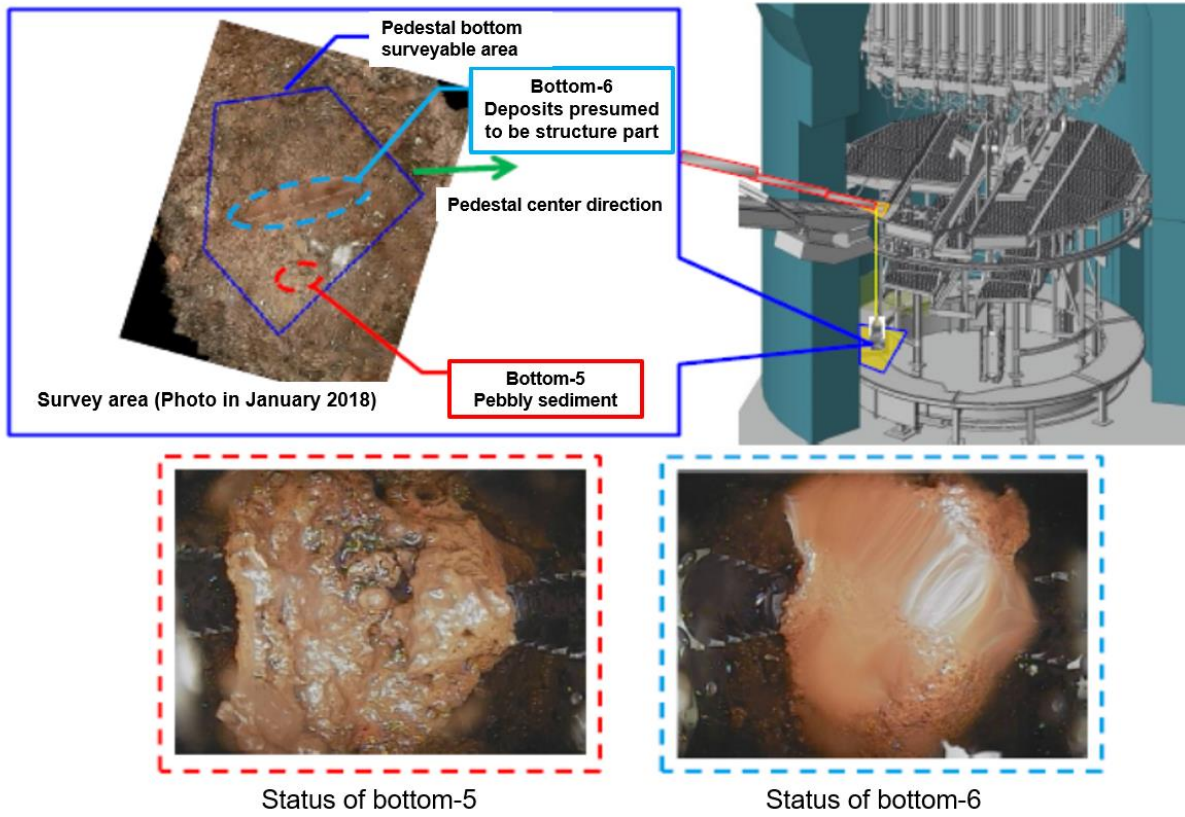 Pedestal bottom
surveyable area
Bottom-6
Deposits presumed
to be structure part
Pedestal center direction
Bottom-5
Pebbly sediment
Survey area (Photo in January 2018)
Status of bottom-5
Status of bottom-6